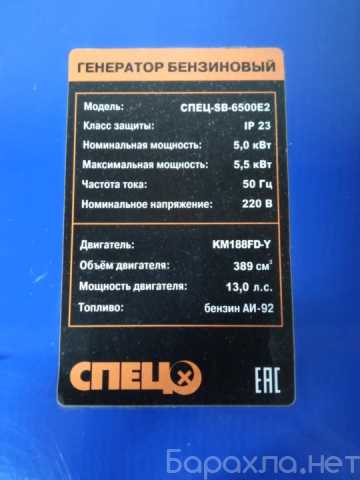 ГЕНЕРАТОР БЕНЗИНОВЫЙ
Модель: СПЕЦ-SB-6500E2
Класс защиты: IP 23
Номинальная мощность: 5,0 кВт
Максимальная мощность: 5,5 кВт
Частота тока: 50 Гц
Номинальное напряжение: 220 В
Двигатель: KM188FD-Y
Объём двигателя: 389 см³
Мощность двигателя: 13,0 л.с.
Топливо: бензин АИ-92
СПЕЦ
EAC
Барахла.нет